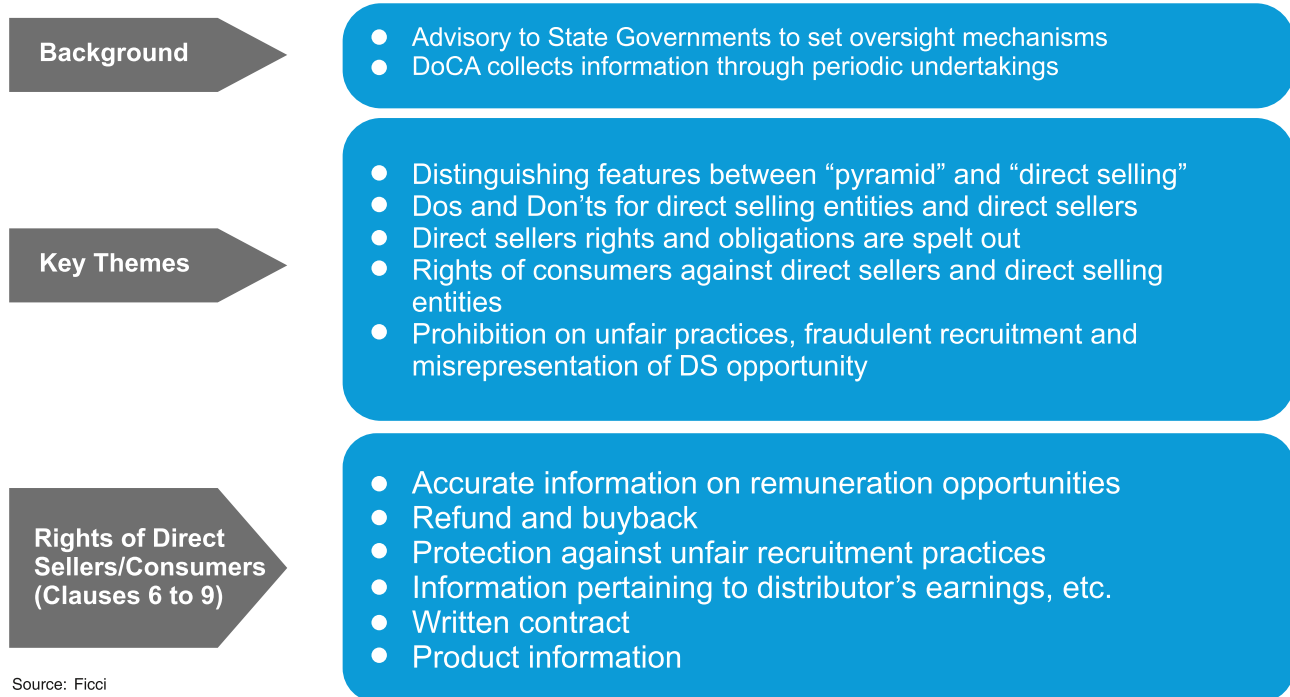 Background
Advisory to State Governments to set oversight mechanisms
DoCA collects information through periodic undertakings
Key Themes
Distinguishing features between “pyramid” and “direct selling”
Dos and Don’ts for direct selling entities and direct sellers
Direct sellers rights and obligations are spelt out
Rights of consumers against direct sellers and direct selling
entities
Prohibition on unfair practices, fraudulent recruitment and
misrepresentation of DS opportunity
Rights of Direct
Sellers/Consumers
(Clauses 6 to 9)
Accurate information on remuneration opportunities
Refund and buyback
Protection against unfair recruitment practices
Information pertaining to distributor’s earnings, etc.
Written contract
Product information
Source: Ficci